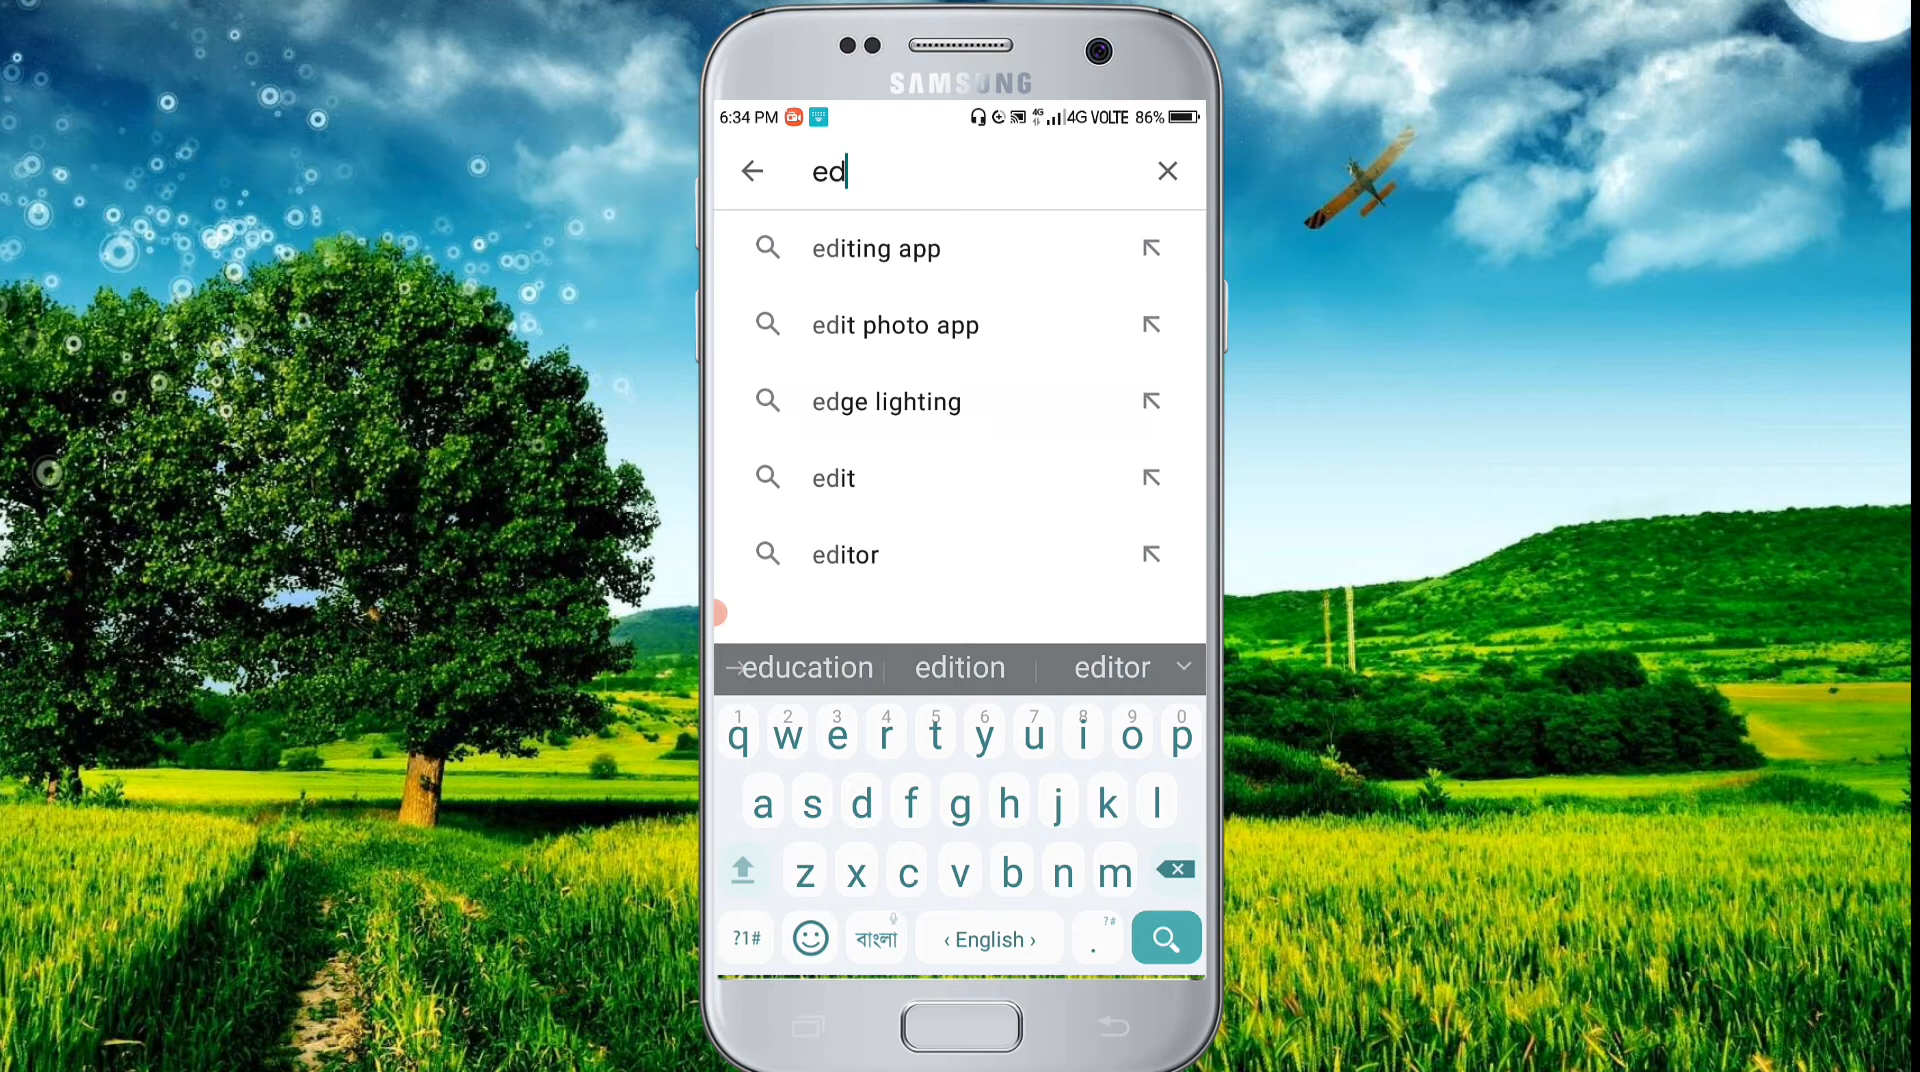 SAMSUNG
6:34 PM 4G 4G VOLTE 86%
ed
editing app
edit photo app
edge lighting
edit
editor
education edition editor
1 2 3 4 5 6 7 8 9 0
q w e r t y u i o p
a s d f g h j k l
z x c v b n m
?1# বাংলা ‹ English › . ?#